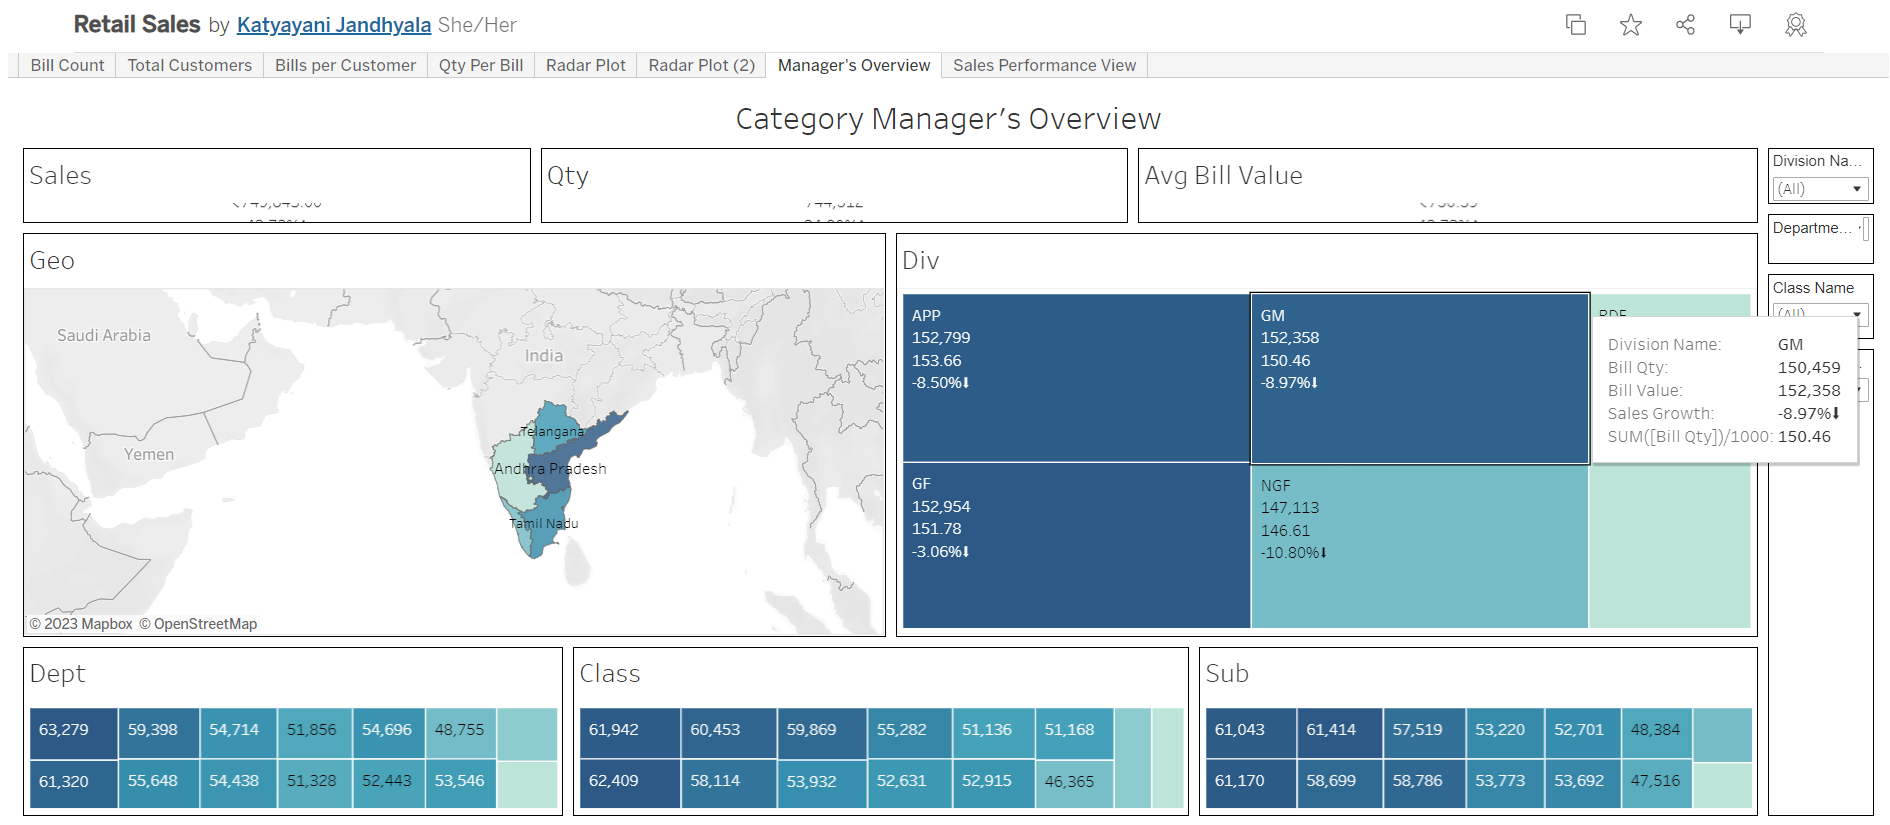 Retail Sales by Katyayani Jandhyala She/Her
Bill Count Total Customers Bills per Customer Qty Per Bill Radar Plot Radar Plot (2) Manager's Overview Sales Performance View
Category Manager's Overview
Sales
Qty
Avg Bill Value
Division Na...
(All)
Departme...
Class Name
(All)
Geo
Saudi Arabia
Yemen
India
Telangana
Andhra Pradesh
Tamil Nadu
© 2023 Mapbox © OpenStreetMap
Div
APP
152,799
153.66
-8.50%⬇
GM
152,358
150.46
-8.97%⬇
GF
152,954
151.78
-3.06%⬇
NGF
147,113
146.61
-10.80%⬇
Division Name: GM
Bill Qty: 150,459
Bill Value: 152,358
Sales Growth: -8.97%⬇
SUM([Bill Qty])/1000: 150.46
Dept
63,279 59,398 54,714 51,856 54,696 48,755
61,320 55,648 54,438 51,328 52,443 53,546
Class
61,942 60,453 59,869 55,282 51,136 51,168
62,409 58,114 53,932 52,631 52,915 46,365
Sub
61,043 61,414 57,519 53,220 52,701 48,384
61,170 58,699 58,786 53,773 53,692 47,516